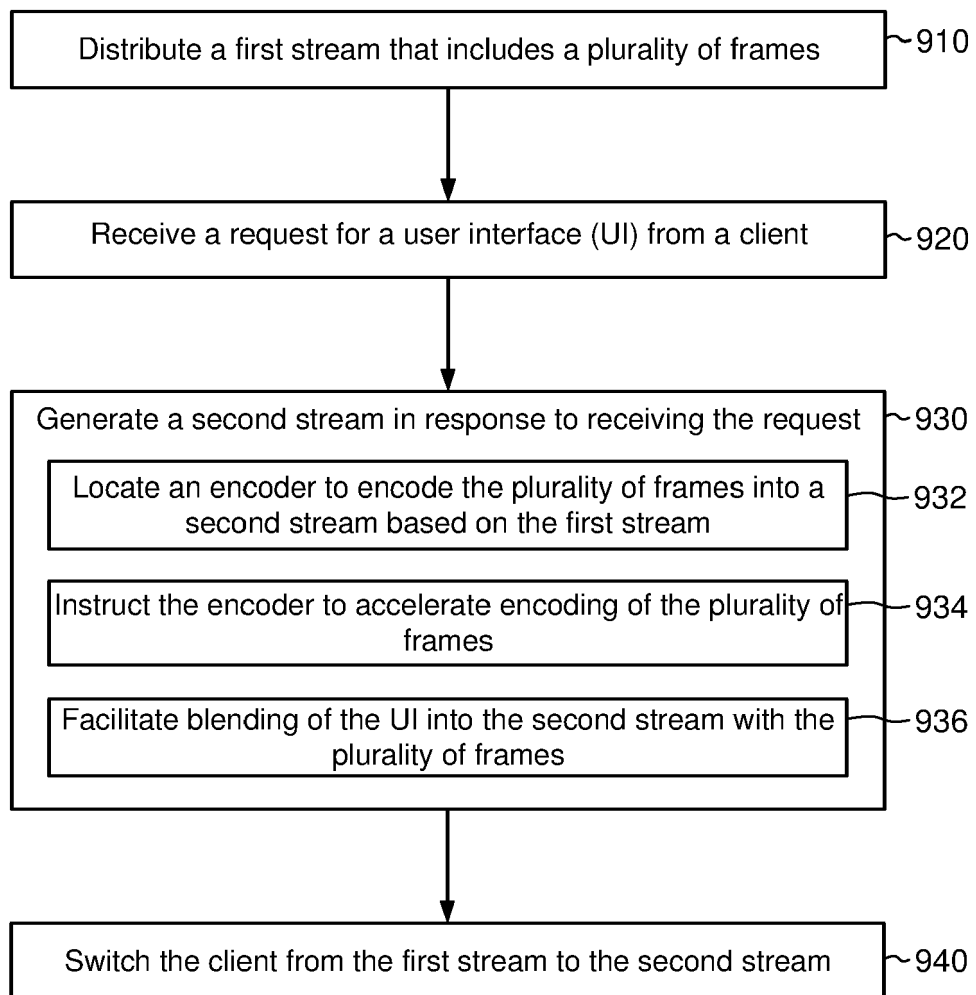 Distribute a first stream that includes a plurality of frames
910
Receive a request for a user interface (UI) from a client
920
Generate a second stream in response to receiving the request
930
Locate an encoder to encode the plurality of frames into a
second stream based on the first stream
932
Instruct the encoder to accelerate encoding of the plurality of
frames
934
Facilitate blending of the UI into the second stream with the
plurality of frames
936
Switch the client from the first stream to the second stream
940